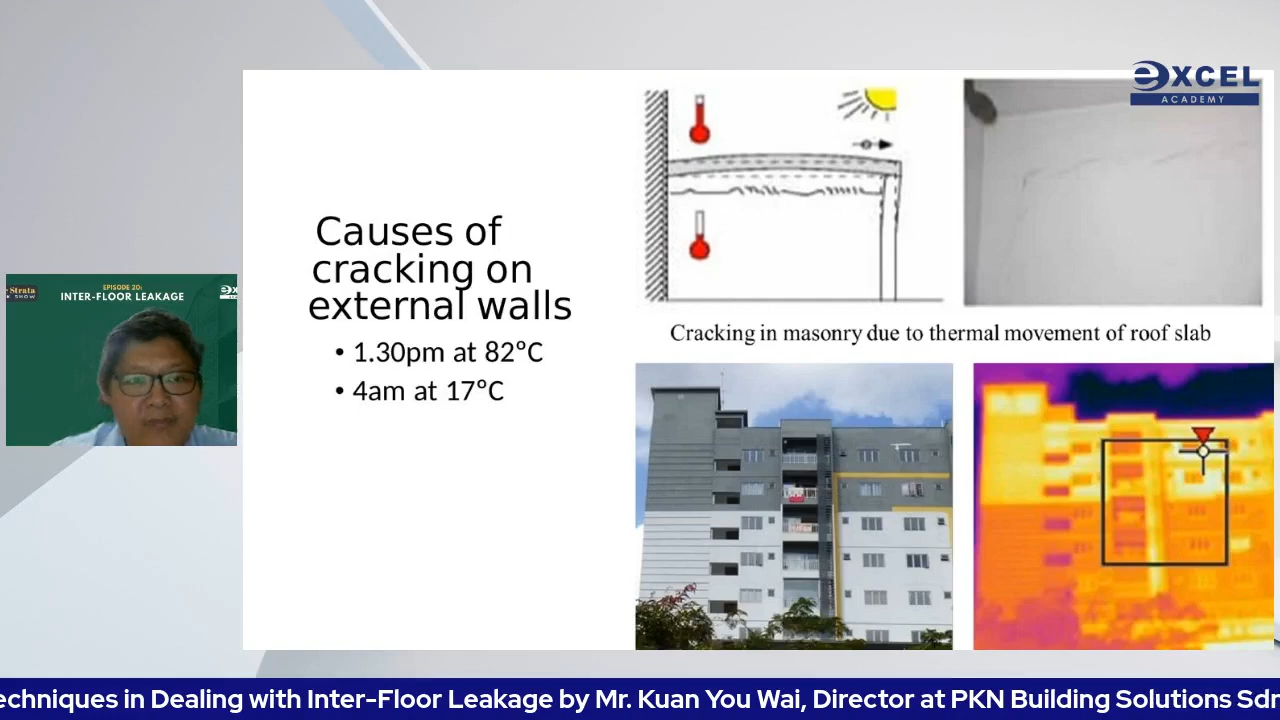 eXCEL
ACADEMY
Causes of
cracking on
external walls
• 1.30pm at 82°C
• 4am at 17°C
Cracking in masonry due to thermal movement of roof slab
Strata
EPISODE 20:
INTER-FLOOR LEAKAGE
echniques in Dealing with Inter-Floor Leakage by Mr. Kuan You Wai, Director at PKN Building Solutions Sdn